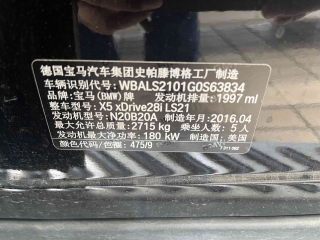 德国宝马汽车集团史帕滕博格工厂制造
车辆识别代号: WBALS2101G0S63834
品牌: 宝马(BMW)牌 发动机排量: 1997 ml
整车型号: X5 xDrive28i LS21
发动机型号: N20B20A 制造年月: 2016.04
最大允许总质量: 2715 kg 乘坐人数: 5 人
发动机最大净功率: 180 kW 制造国: 美国
颜色代码/色漆: 475/9